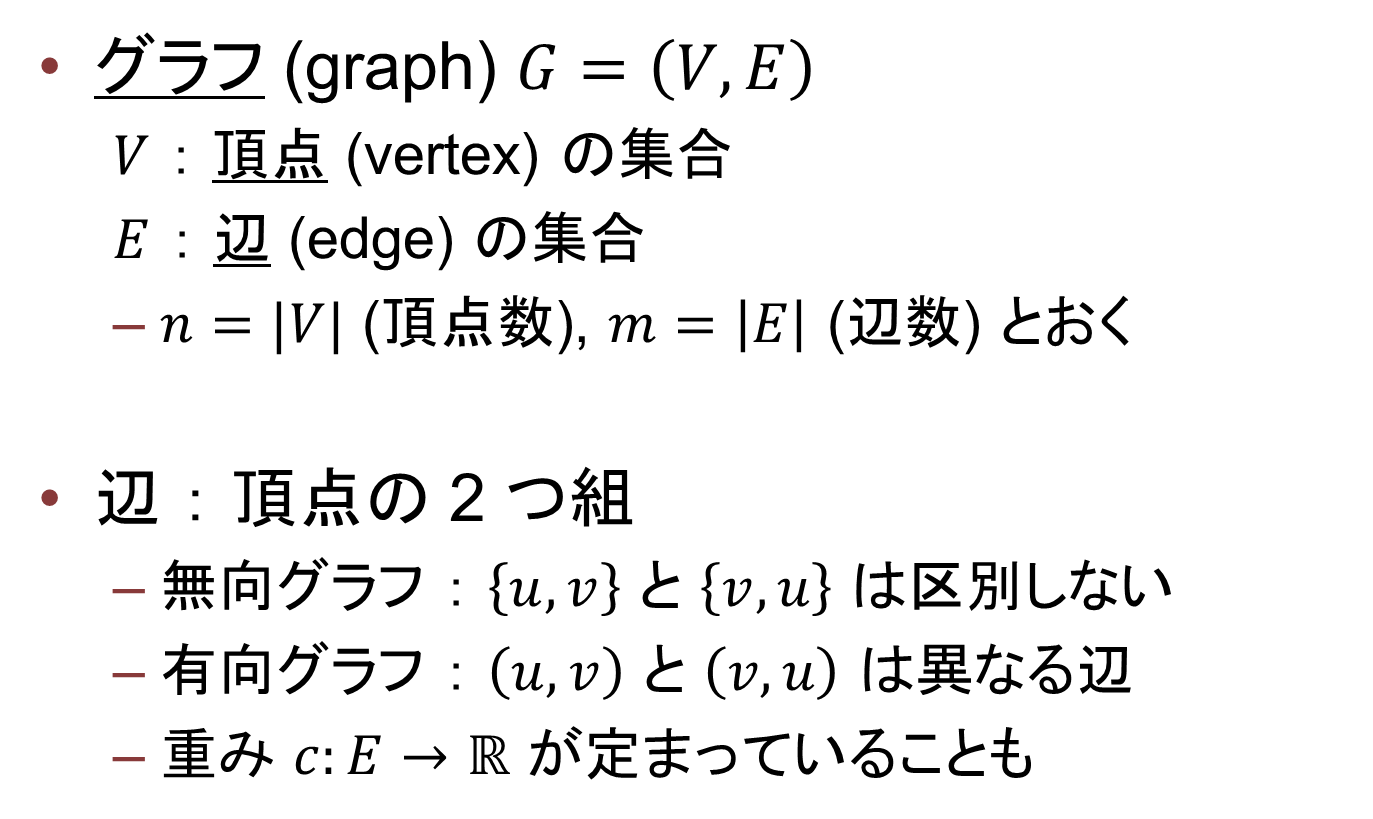 • グラフ (graph) G = (V, E)
V : 頂点 (vertex) の集合
E : 辺 (edge) の集合
– n = |V| (頂点数), m = |E| (辺数) とおく
• 辺 : 頂点の 2 つ組
– 無向グラフ : {u, v} と {v, u} は区別しない
– 有向グラフ : (u, v) と (v, u) は異なる辺
– 重み c: E → ℝ が定まっていることも